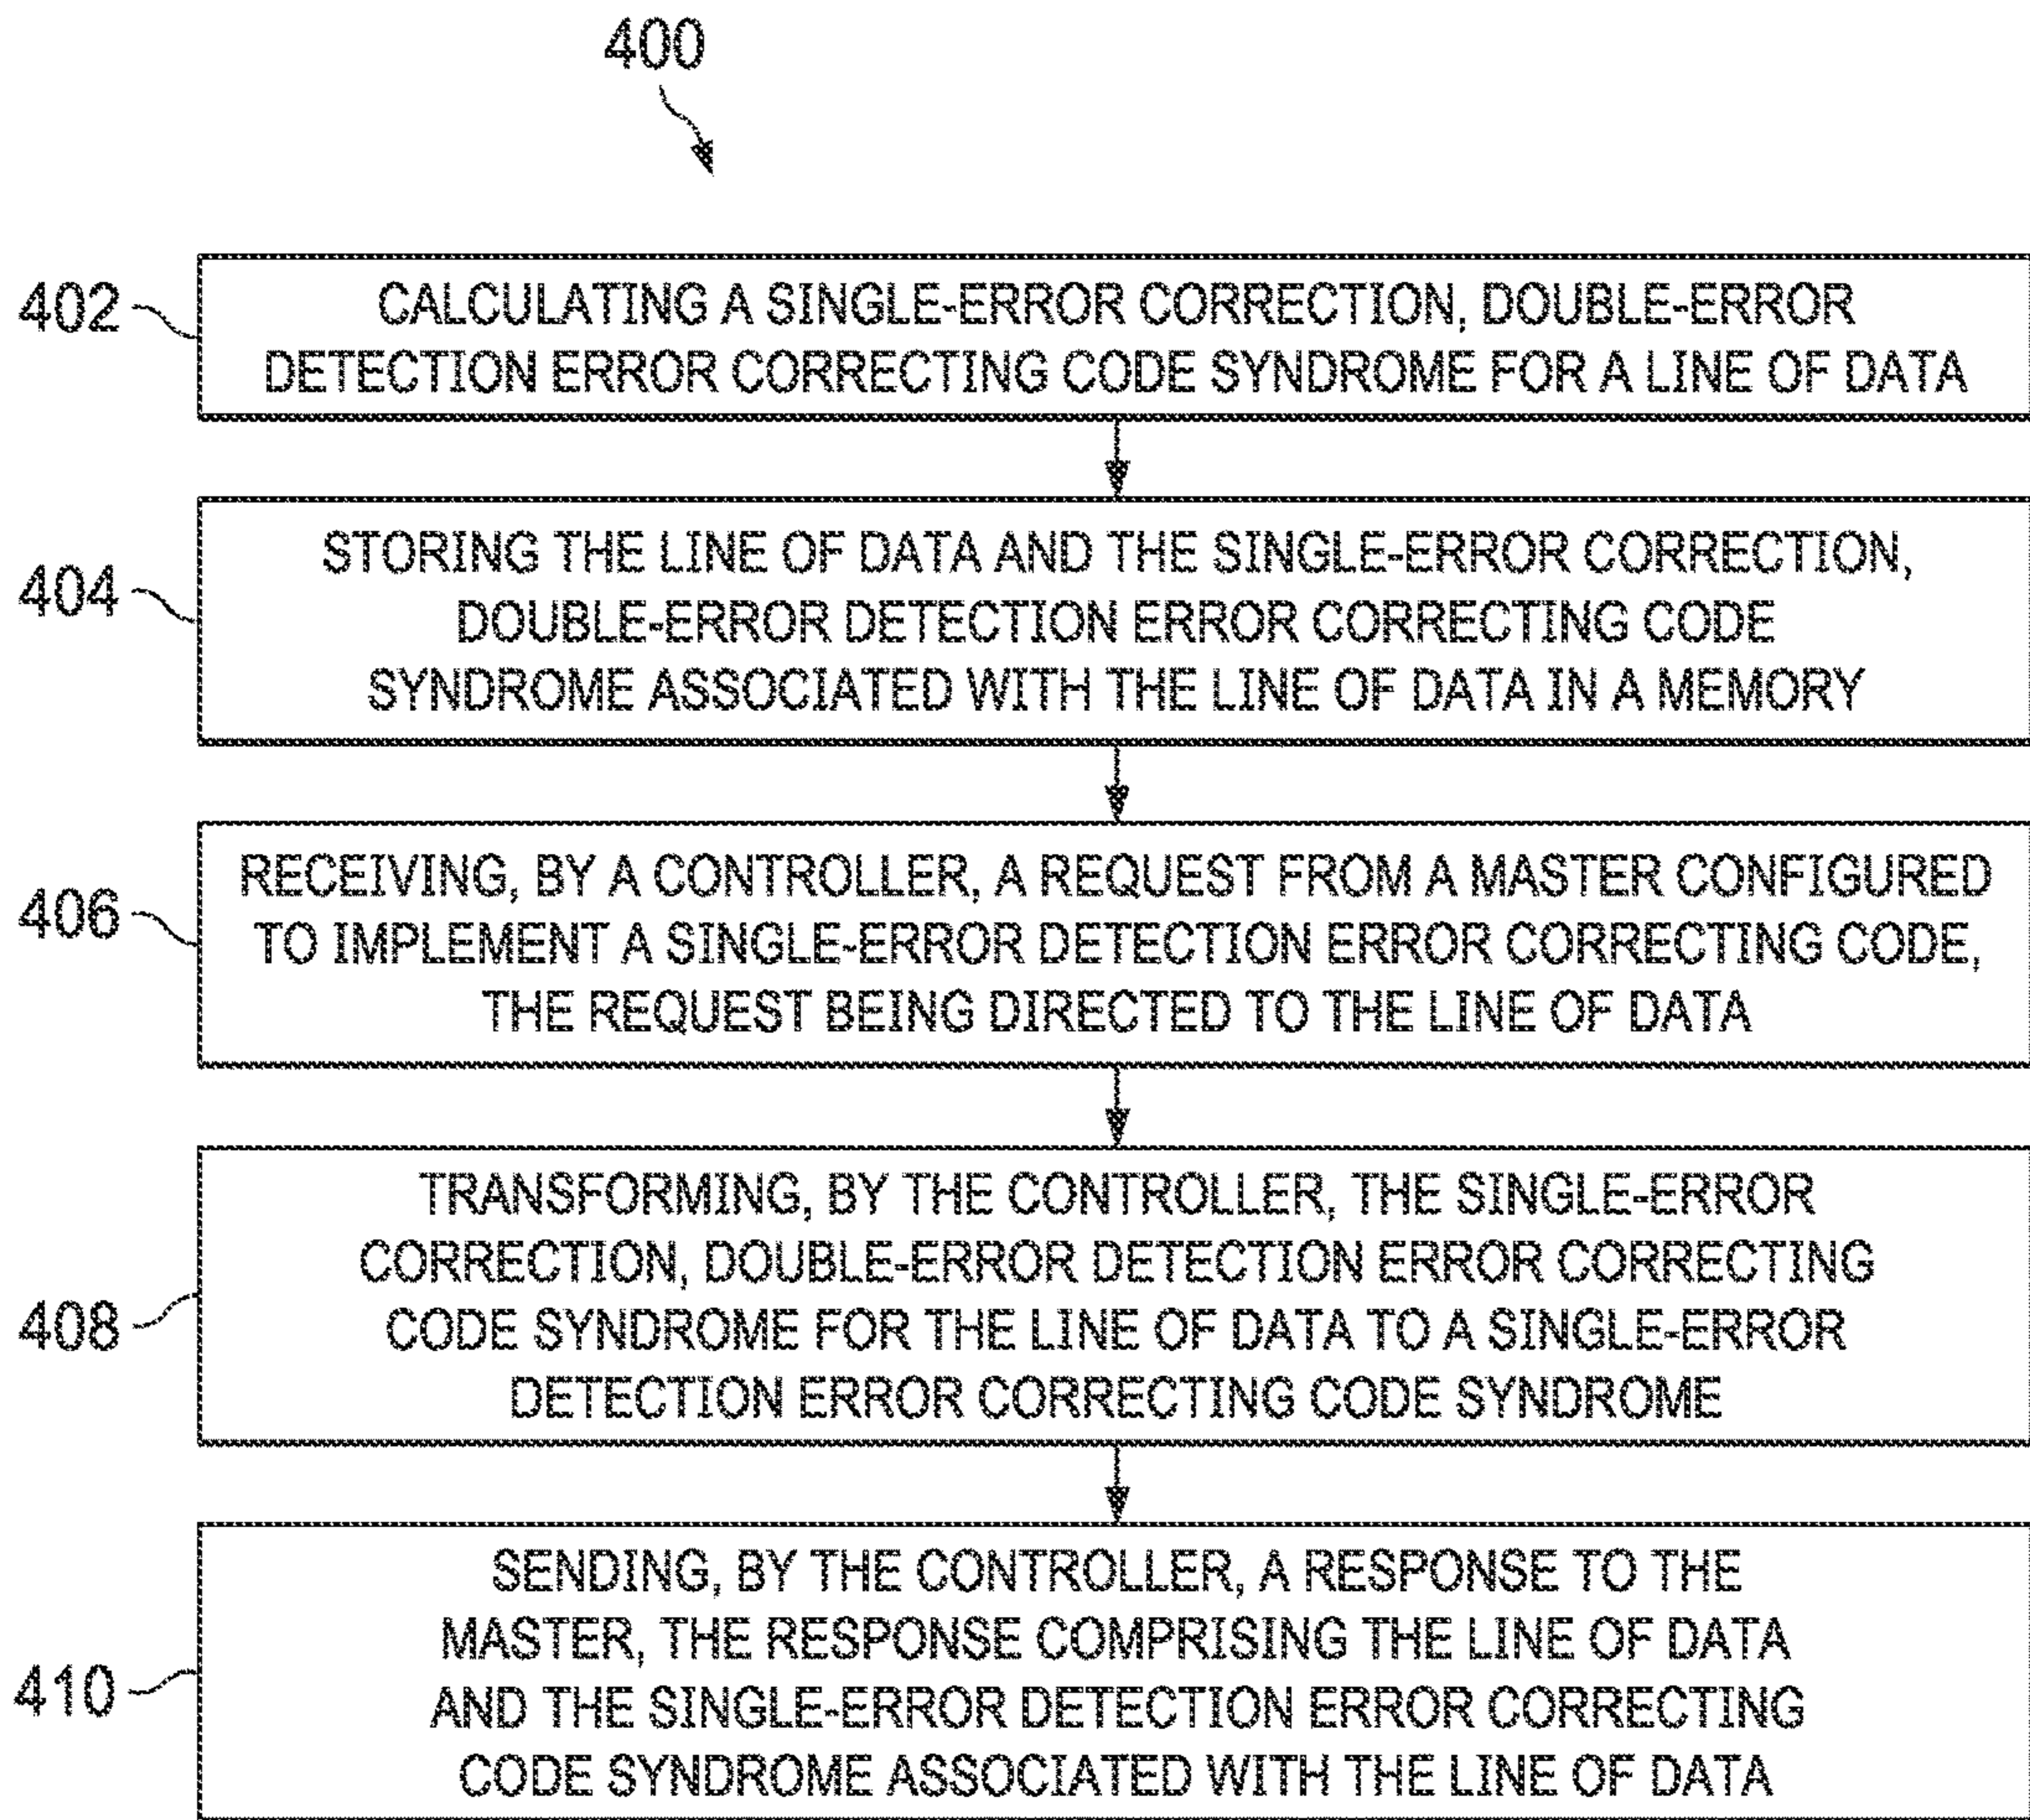 400
402
CALCULATING A SINGLE-ERROR CORRECTION, DOUBLE-ERROR
DETECTION ERROR CORRECTING CODE SYNDROME FOR A LINE OF DATA
404
STORING THE LINE OF DATA AND THE SINGLE-ERROR CORRECTION,
DOUBLE-ERROR DETECTION ERROR CORRECTING CODE
SYNDROME ASSOCIATED WITH THE LINE OF DATA IN A MEMORY
406
RECEIVING, BY A CONTROLLER, A REQUEST FROM A MASTER CONFIGURED
TO IMPLEMENT A SINGLE-ERROR DETECTION ERROR CORRECTING CODE,
THE REQUEST BEING DIRECTED TO THE LINE OF DATA
408
TRANSFORMING, BY THE CONTROLLER, THE SINGLE-ERROR
CORRECTION, DOUBLE-ERROR DETECTION ERROR CORRECTING
CODE SYNDROME FOR THE LINE OF DATA TO A SINGLE-ERROR
DETECTION ERROR CORRECTING CODE SYNDROME
410
SENDING, BY THE CONTROLLER, A RESPONSE TO THE
MASTER, THE RESPONSE COMPRISING THE LINE OF DATA
AND THE SINGLE-ERROR DETECTION ERROR CORRECTING
CODE SYNDROME ASSOCIATED WITH THE LINE OF DATA